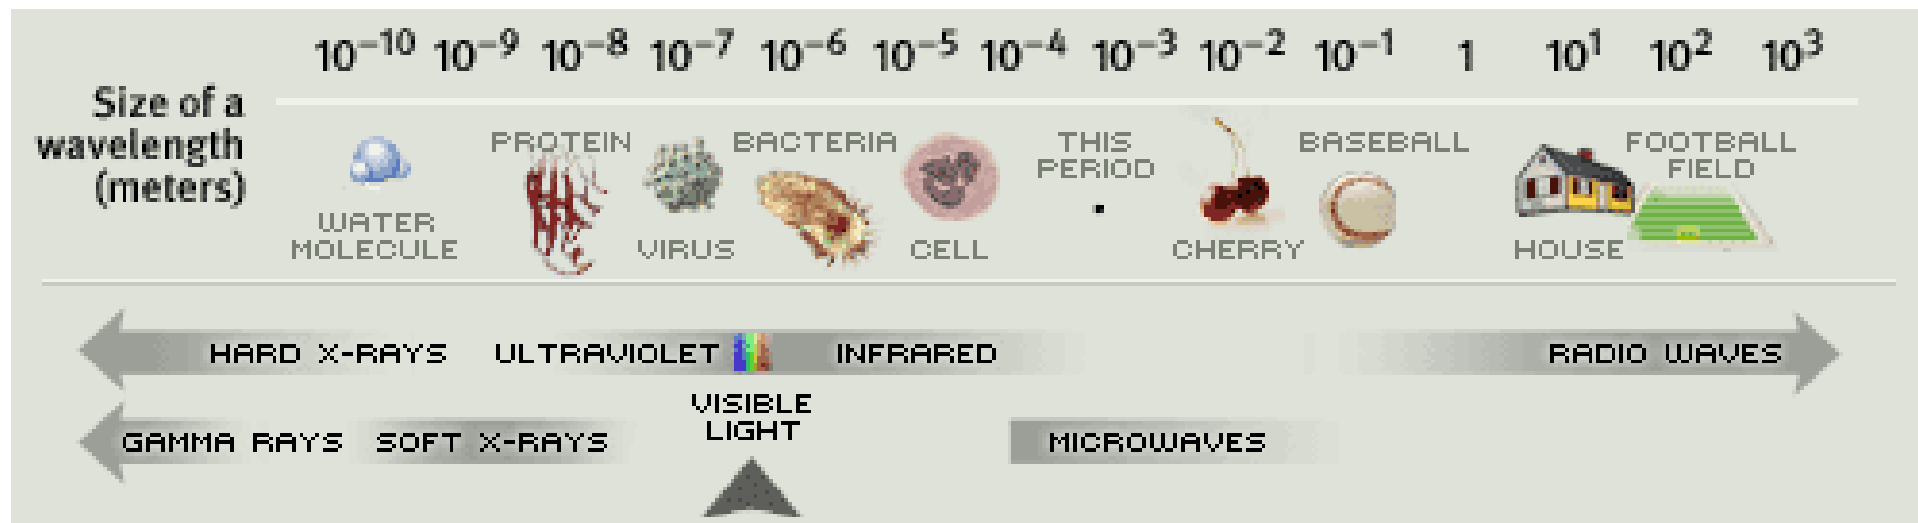 10⁻¹⁰ 10⁻⁹ 10⁻⁸ 10⁻⁷ 10⁻⁶ 10⁻⁵ 10⁻⁴ 10⁻³ 10⁻² 10⁻¹ 1 10¹ 10² 10³
Size of a
wavelength
(meters)
WATER
MOLECULE
PROTEIN
VIRUS
BACTERIA
CELL
THIS
PERIOD
CHERRY
BASEBALL
HOUSE
FOOTBALL
FIELD
HARD X-RAYS
ULTRAVIOLET
INFRARED
RADIO WAVES
VISIBLE
LIGHT
GAMMA RAYS
SOFT X-RAYS
MICROWAVES